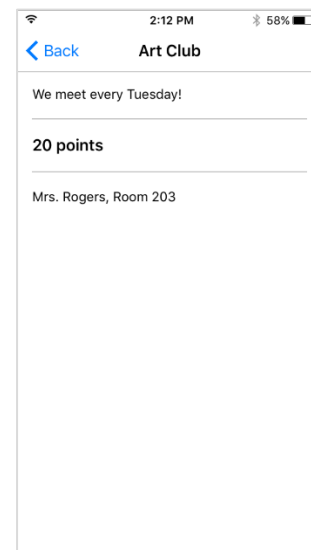 2:12 PM 58%
Back Art Club
We meet every Tuesday!
20 points
Mrs. Rogers, Room 203